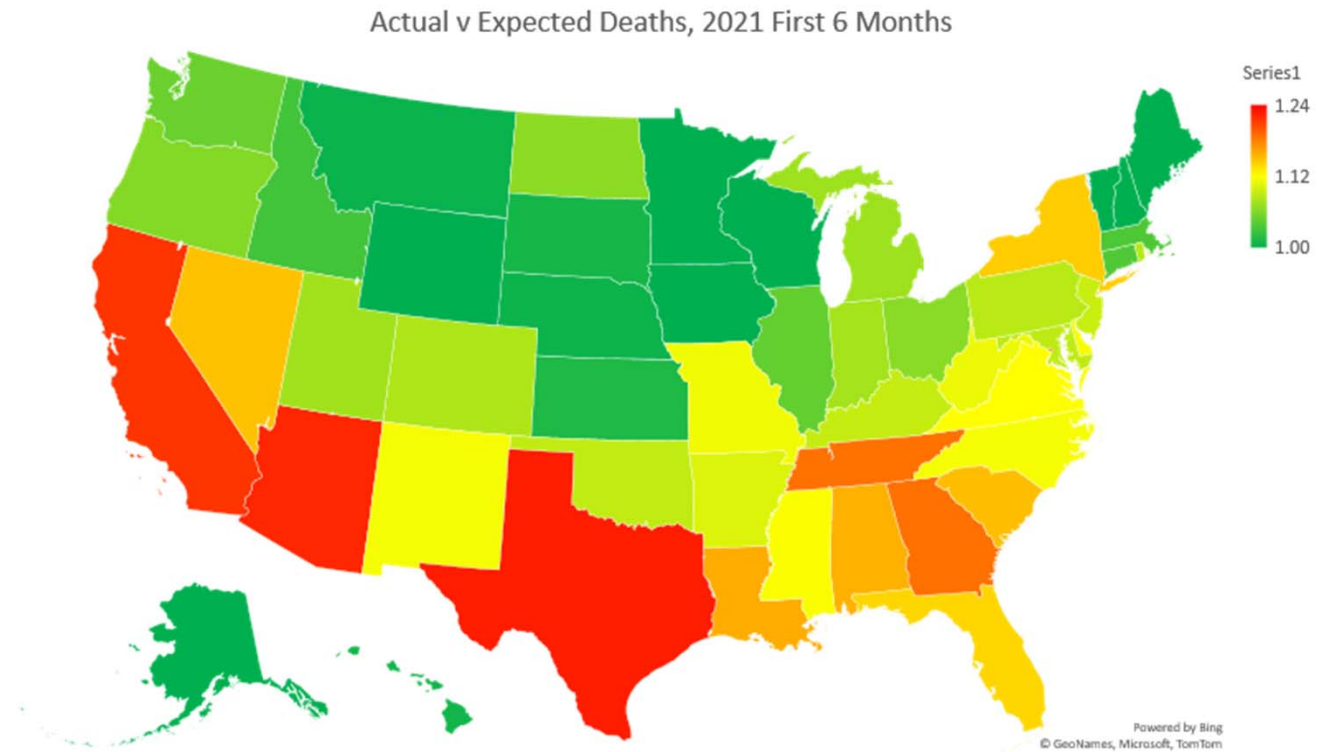 Actual v Expected Deaths, 2021 First 6 Months
Series1
1.24
1.12
1.00
Powered by Bing
© GeoNames, Microsoft, TomTom